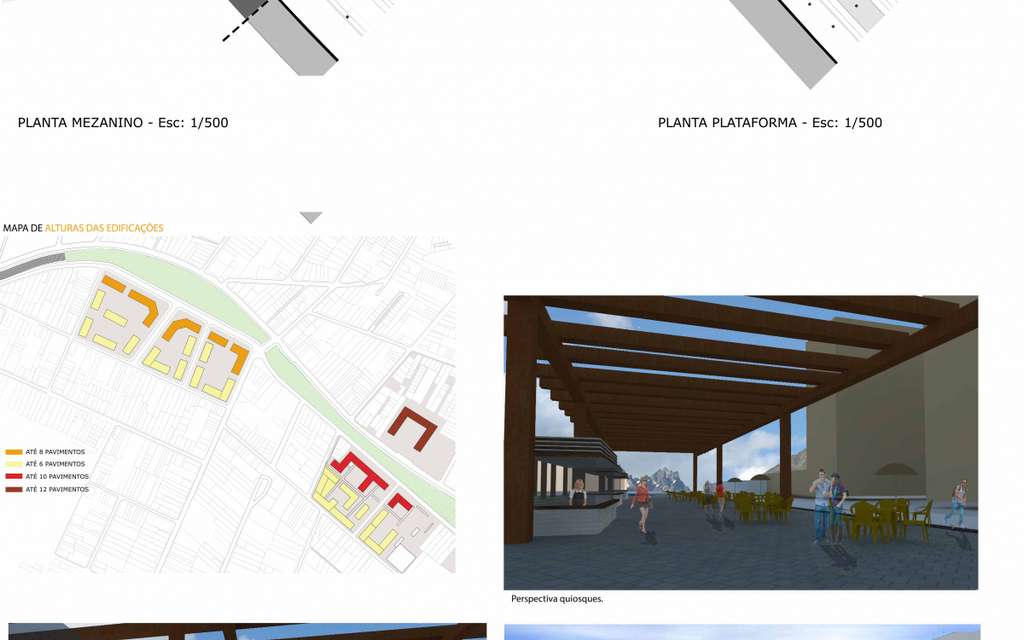 PLANTA MEZANINO - Esc: 1/500
PLANTA PLATAFORMA - Esc: 1/500
MAPA DE ALTURAS DAS EDIFICAÇÕES
ATÉ 8 PAVIMENTOS
ATÉ 6 PAVIMENTOS
ATÉ 10 PAVIMENTOS
ATÉ 12 PAVIMENTOS
Perspectiva quiosques.